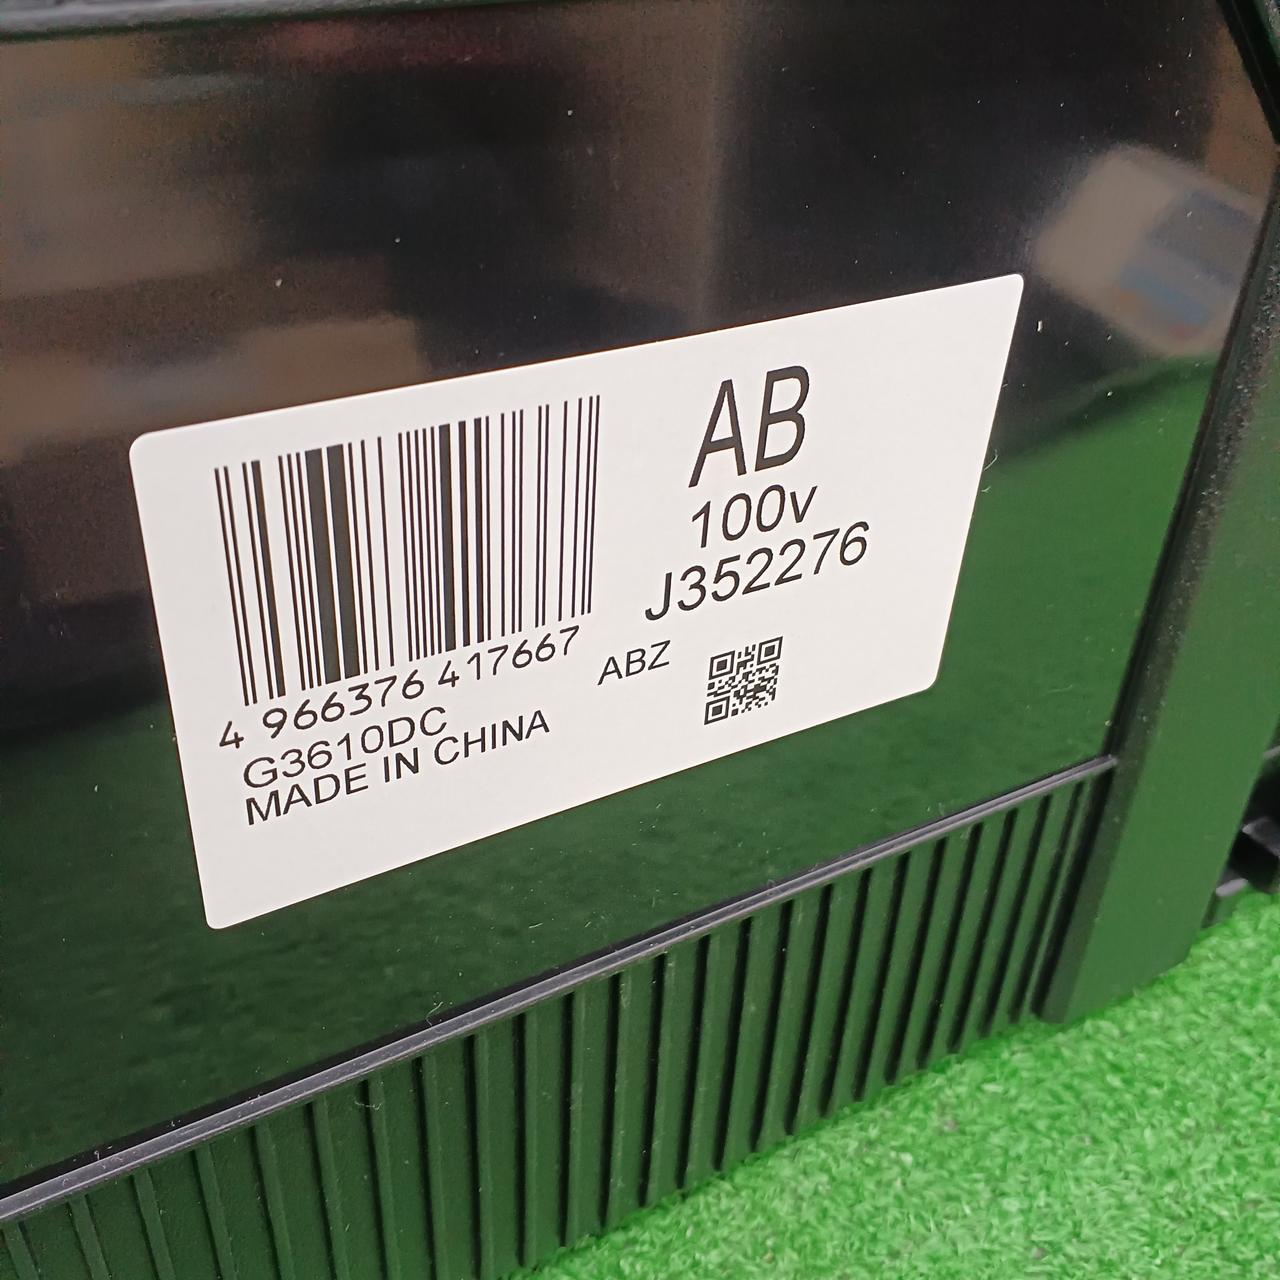 AB
100v
J352276
4 966376 417667
ABZ
G3610DC
MADE IN CHINA